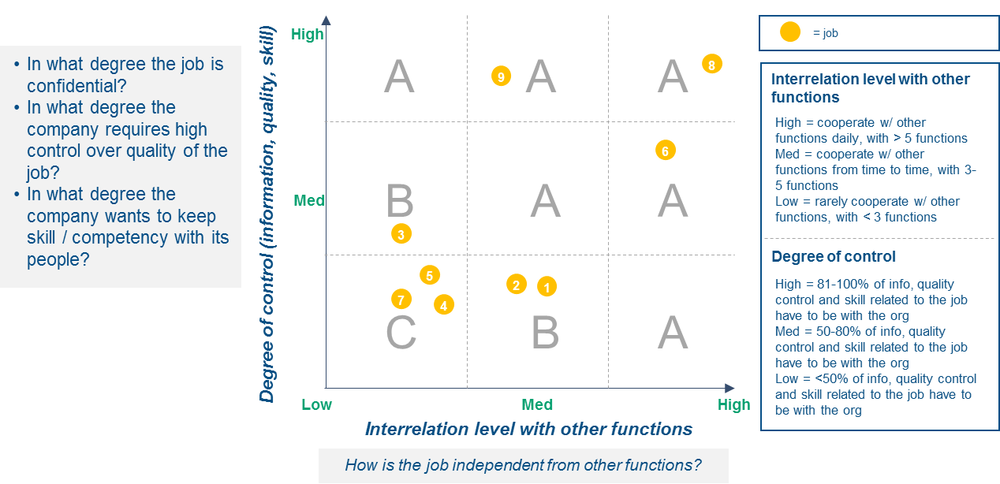 • In what degree the job is
confidential?
• In what degree the
company requires high
control over quality of the
job?
• In what degree the
company wants to keep
skill / competency with its
people?
Degree of control (information, quality, skill)
High
Med
Low
Med
High
A
A
A
B
A
A
C
B
A
9
8
6
3
5
7
4
2
1
Interrelation level with other functions
How is the job independent from other functions?
= job
Interrelation level with other
functions
High = cooperate w/ other
functions daily, with > 5 functions
Med = cooperate w/ other
functions from time to time, with 3-
5 functions
Low = rarely cooperate w/ other
functions, with < 3 functions
Degree of control
High = 81-100% of info, quality
control and skill related to the job
have to be with the org
Med = 50-80% of info, quality
control and skill related to the job
have to be with the org
Low = <50% of info, quality control
and skill related to the job have to
be with the org